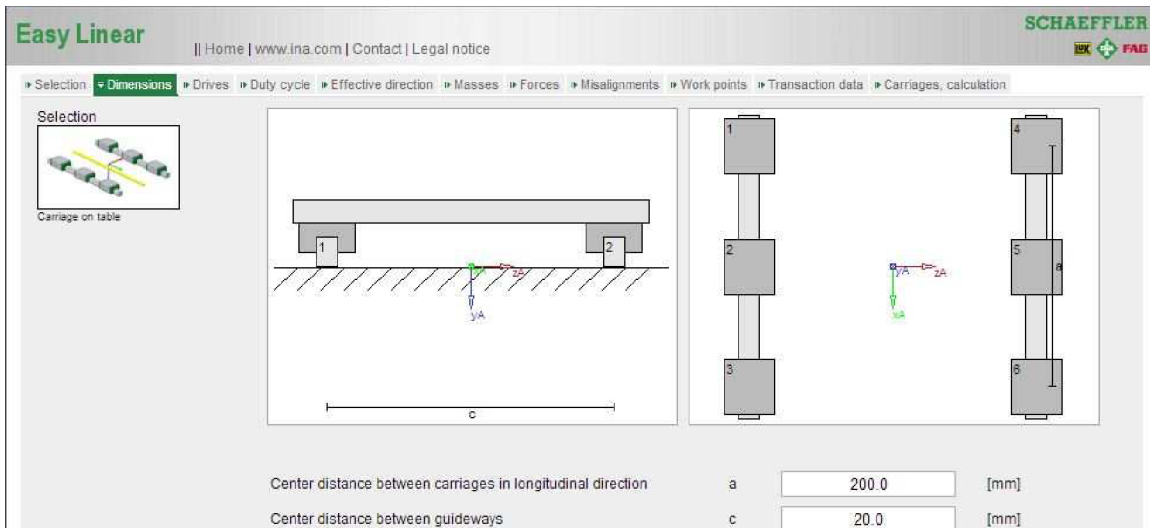 Easy Linear
SCHAEFFLER
|| Home | www.ina.com | Contact | Legal notice
LuK FAG
Selection Dimensions Drives Duty cycle Effective direction Masses Forces Misalignments Work points Transaction data Carriages, calculation
Selection
Carriage on table
1 2
zA
yA
c
1 4
2 5
yA zA a
xA
3 6
Center distance between carriages in longitudinal direction a 200.0 [mm]
Center distance between guideways c 20.0 [mm]